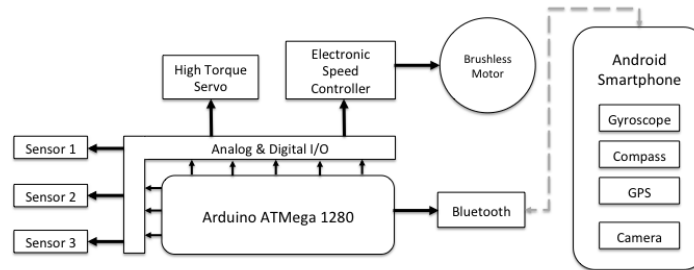 High Torque
Servo
Electronic
Speed
Controller
Brushless
Motor
Android
Smartphone
Gyroscope
Compass
GPS
Camera
Sensor 1
Sensor 2
Sensor 3
Analog & Digital I/O
Arduino ATMega 1280
Bluetooth